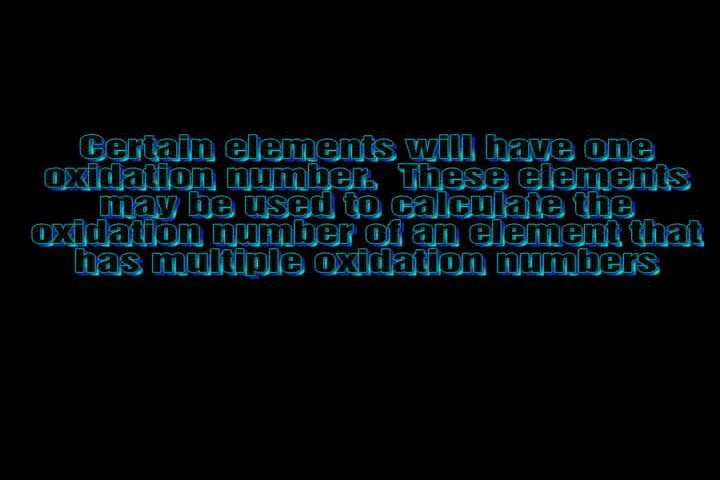 Certain elements will have one
oxidation number.  These elements
may be used to calculate the
oxidation number of an element that
has multiple oxidation numbers